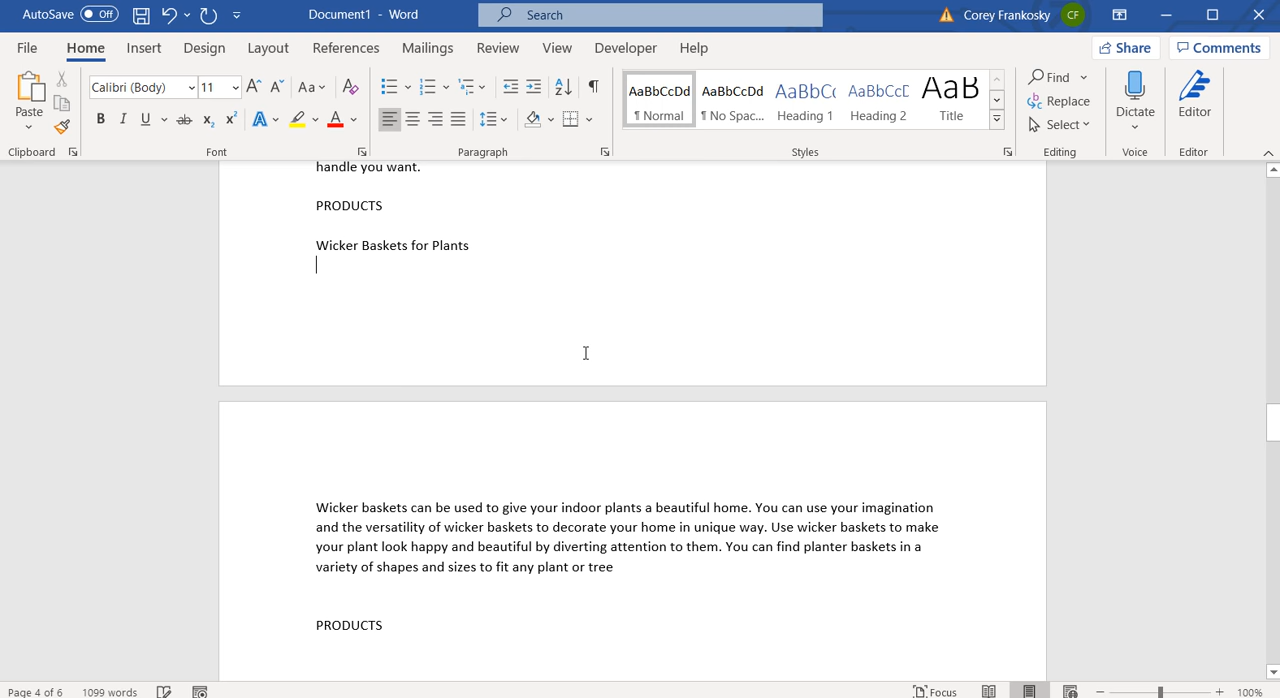 AutoSave Off Document1 - Word Search Corey Frankosky CF
File Home Insert Design Layout References Mailings Review View Developer Help Share Comments
Paste Calibri (Body) 11 Find Replace Select Dictate Editor
AaBbCcDd AaBbCcDd AaBbCc AaBbCcD AaB
¶ Normal ¶ No Spac... Heading 1 Heading 2 Title
Clipboard Font Paragraph Styles Editing Voice Editor
handle you want.
PRODUCTS
Wicker Baskets for Plants
Wicker baskets can be used to give your indoor plants a beautiful home. You can use your imagination
and the versatility of wicker baskets to decorate your home in unique way. Use wicker baskets to make
your plant look happy and beautiful by diverting attention to them. You can find planter baskets in a
variety of shapes and sizes to fit any plant or tree
PRODUCTS
Page 4 of 6 1099 words Focus 100%